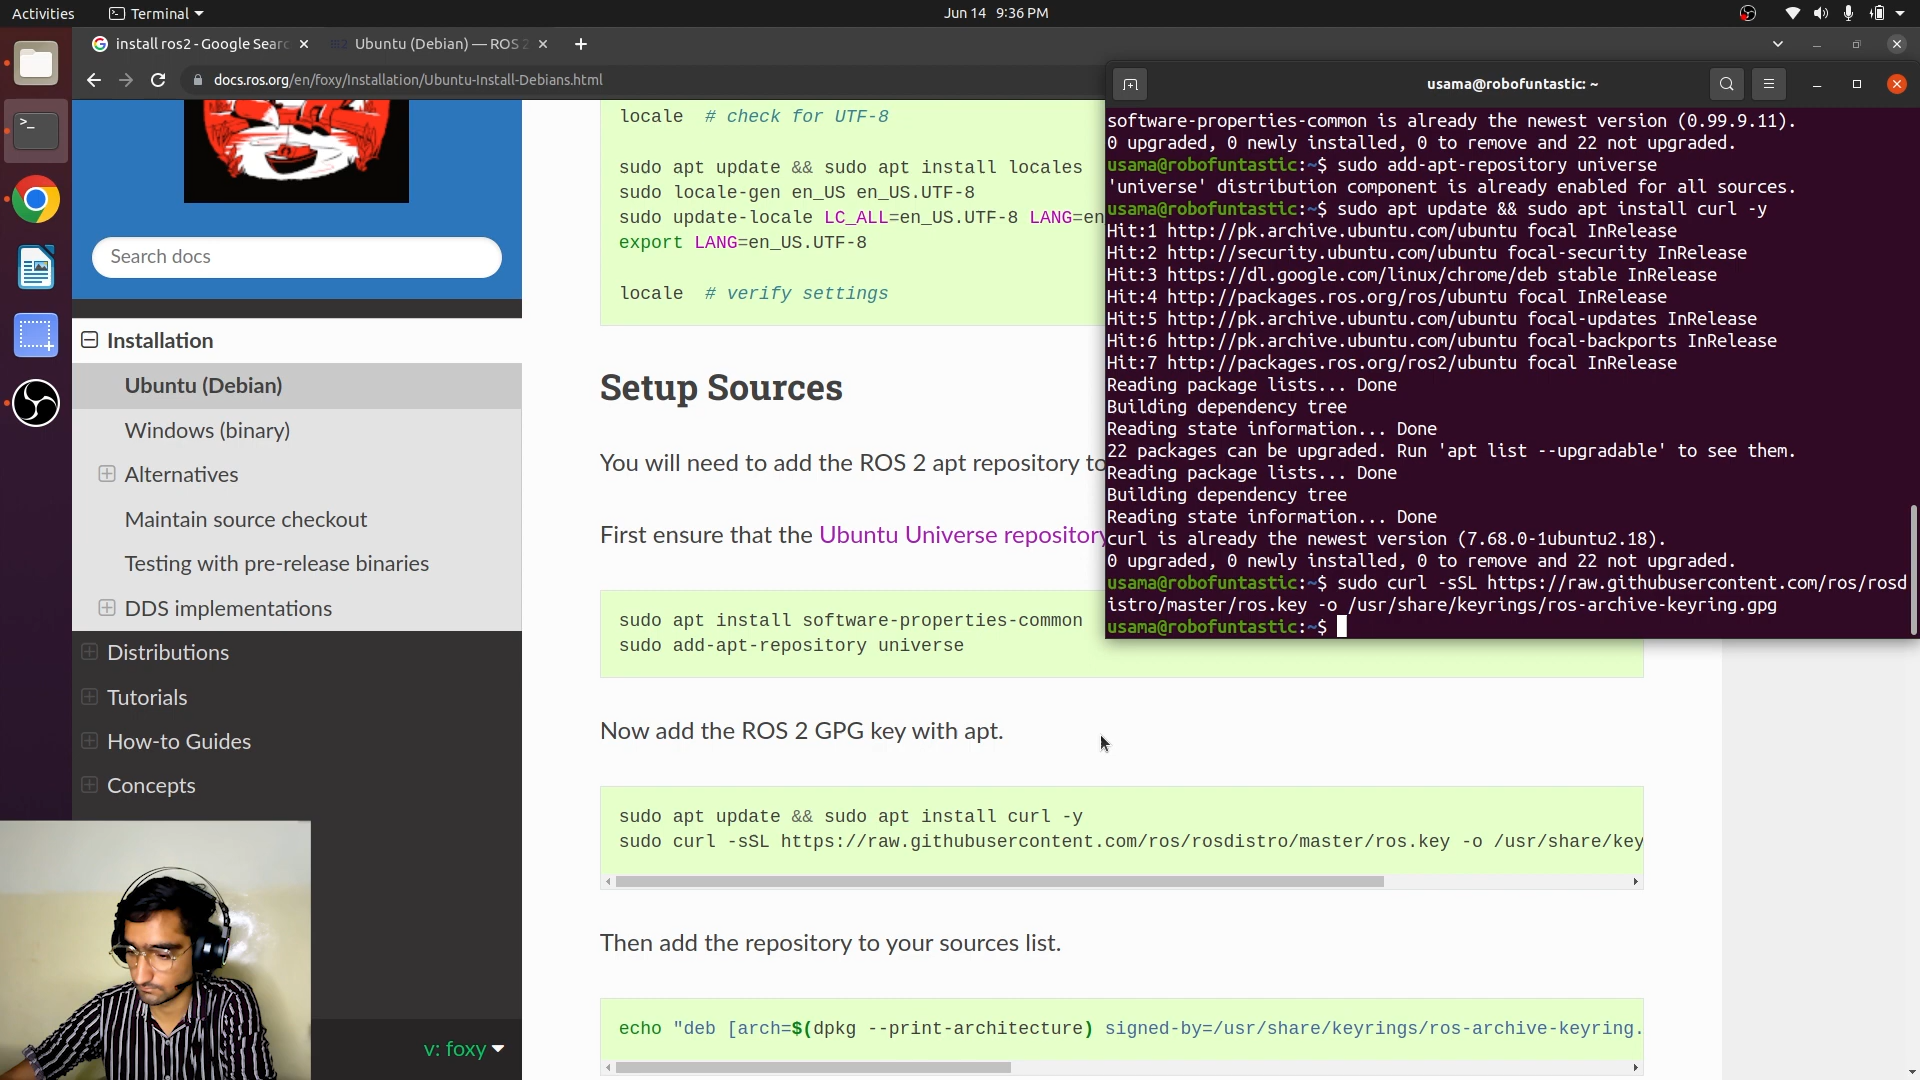 Activities
Terminal
Jun 14 9:36 PM
install ros2 - Google Searc
Ubuntu (Debian) — ROS 2
docs.ros.org/en/foxy/Installation/Ubuntu-Install-Debians.html
Search docs
Installation
Ubuntu (Debian)
Windows (binary)
Alternatives
Maintain source checkout
Testing with pre-release binaries
DDS implementations
Distributions
Tutorials
How-to Guides
Concepts
v: foxy
locale # check for UTF-8
sudo apt update && sudo apt install locales
sudo locale-gen en_US en_US.UTF-8
sudo update-locale LC_ALL=en_US.UTF-8 LANG=en
export LANG=en_US.UTF-8
locale # verify settings
Setup Sources
You will need to add the ROS 2 apt repository to
First ensure that the Ubuntu Universe repository
sudo apt install software-properties-common
sudo add-apt-repository universe
Now add the ROS 2 GPG key with apt.
sudo apt update && sudo apt install curl -y
sudo curl -sSL https://raw.githubusercontent.com/ros/rosdistro/master/ros.key -o /usr/share/key
Then add the repository to your sources list.
echo "deb [arch=$(dpkg --print-architecture) signed-by=/usr/share/keyrings/ros-archive-keyring.
usama@robofuntastic: ~
software-properties-common is already the newest version (0.99.9.11).
0 upgraded, 0 newly installed, 0 to remove and 22 not upgraded.
usama@robofuntastic:~$ sudo add-apt-repository universe
'universe' distribution component is already enabled for all sources.
usama@robofuntastic:~$ sudo apt update && sudo apt install curl -y
Hit:1 http://pk.archive.ubuntu.com/ubuntu focal InRelease
Hit:2 http://security.ubuntu.com/ubuntu focal-security InRelease
Hit:3 https://dl.google.com/linux/chrome/deb stable InRelease
Hit:4 http://packages.ros.org/ros/ubuntu focal InRelease
Hit:5 http://pk.archive.ubuntu.com/ubuntu focal-updates InRelease
Hit:6 http://pk.archive.ubuntu.com/ubuntu focal-backports InRelease
Hit:7 http://packages.ros.org/ros2/ubuntu focal InRelease
Reading package lists... Done
Building dependency tree
Reading state information... Done
22 packages can be upgraded. Run 'apt list --upgradable' to see them.
Reading package lists... Done
Building dependency tree
Reading state information... Done
curl is already the newest version (7.68.0-1ubuntu2.18).
0 upgraded, 0 newly installed, 0 to remove and 22 not upgraded.
usama@robofuntastic:~$ sudo curl -sSL https://raw.githubusercontent.com/ros/rosd
istro/master/ros.key -o /usr/share/keyrings/ros-archive-keyring.gpg
usama@robofuntastic:~$